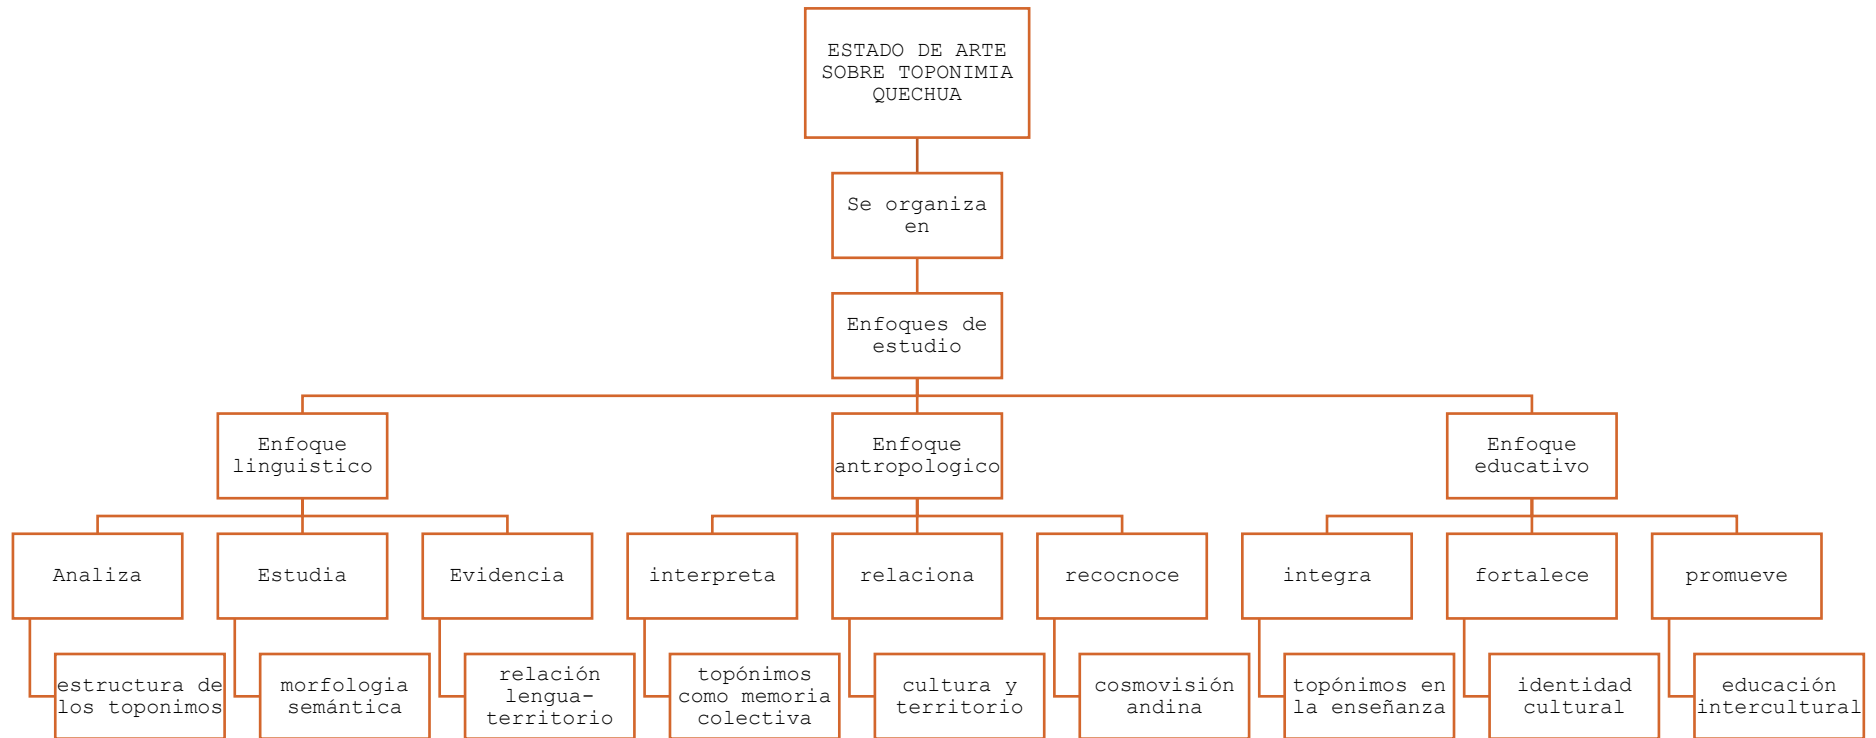 ESTADO DE ARTE
SOBRE TOPONIMIA
QUECHUA
Se organiza
en
Enfoques de
estudio
Enfoque
linguistico
Enfoque
antropologico
Enfoque
educativo
Analiza
Estudia
Evidencia
interpreta
relaciona
recocnoce
integra
fortalece
promueve
estructura de
los toponimos
morfologia
semántica
relación
lengua-
territorio
topónimos
como memoria
colectiva
cultura y
territorio
cosmovisión
andina
topónimos en
la enseñanza
identidad
cultural
educación
intercultural